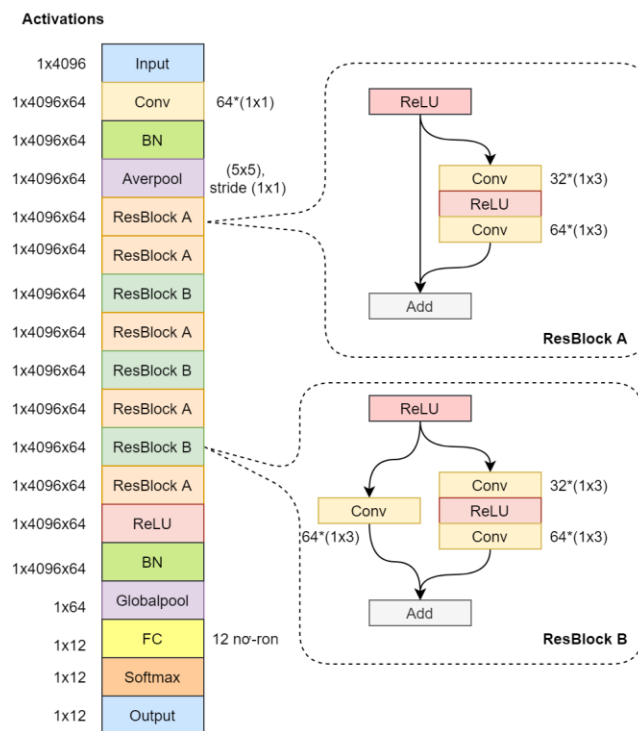 Activations
1x4096
Input
1x4096x64
Conv
64*(1x1)
1x4096x64
BN
1x4096x64
Averpool
(5x5),
stride (1x1)
1x4096x64
ResBlock A
1x4096x64
ResBlock A
1x4096x64
ResBlock B
1x4096x64
ResBlock A
1x4096x64
ResBlock B
1x4096x64
ResBlock A
1x4096x64
ResBlock B
1x4096x64
ResBlock A
1x4096x64
ReLU
1x4096x64
BN
1x64
Globalpool
1x12
FC
12 nơ-ron
1x12
Softmax
1x12
Output
ReLU
Conv
32*(1x3)
ReLU
Conv
64*(1x3)
Add
ResBlock A
ReLU
Conv
32*(1x3)
Conv
ReLU
64*(1x3)
Conv
64*(1x3)
Add
ResBlock B